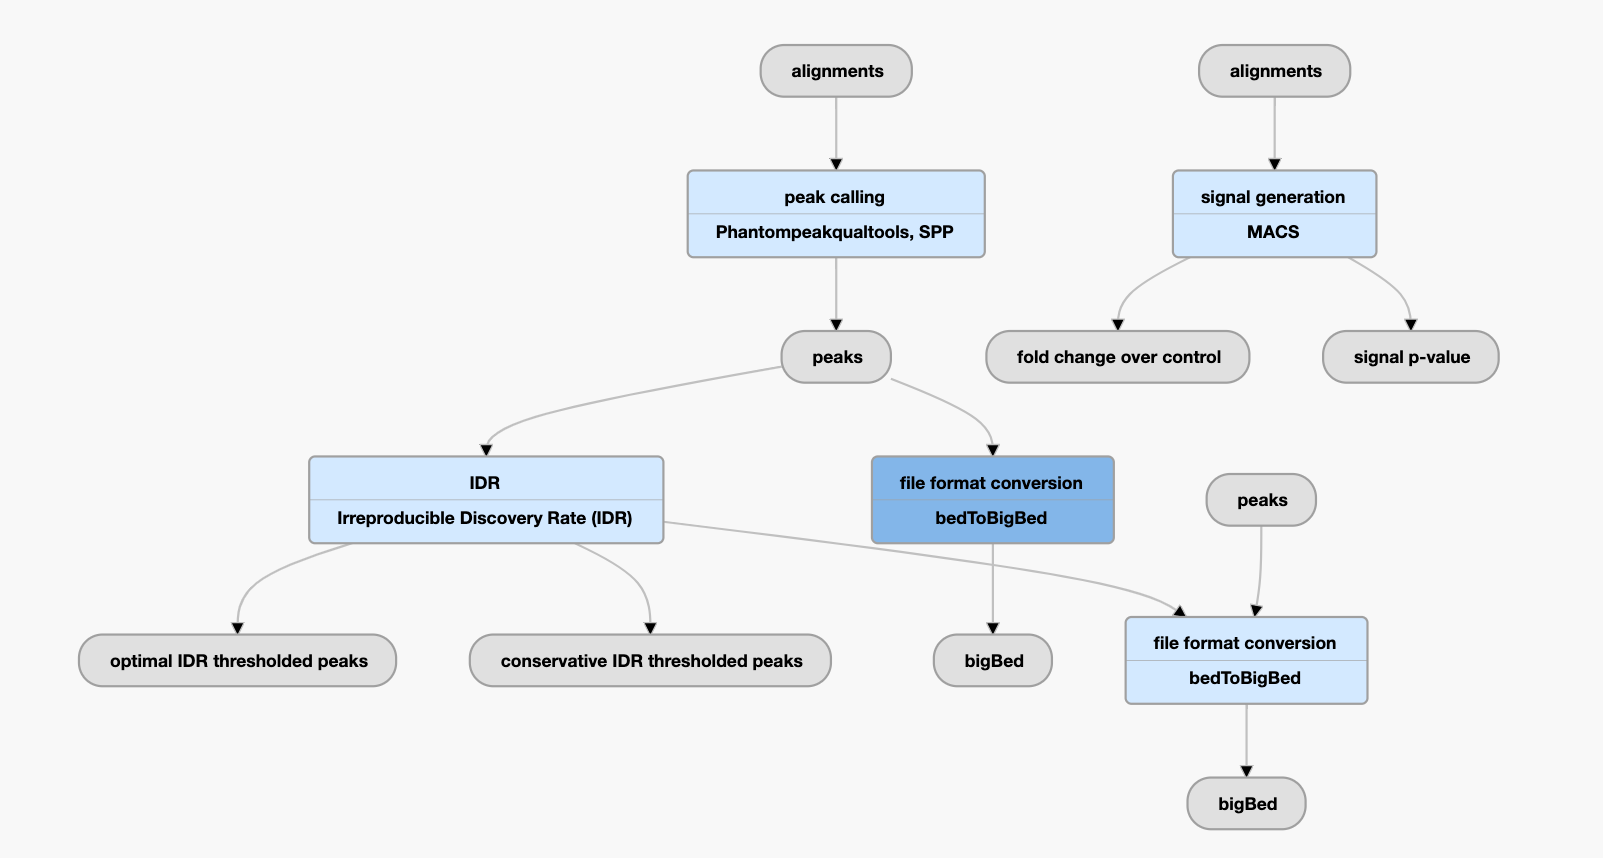 alignments
alignments
peak calling
Phantompeakqualtools, SPP
signal generation
MACS
peaks
fold change over control
signal p-value
IDR
Irreproducible Discovery Rate (IDR)
file format conversion
bedToBigBed
peaks
optimal IDR thresholded peaks
conservative IDR thresholded peaks
bigBed
file format conversion
bedToBigBed
bigBed